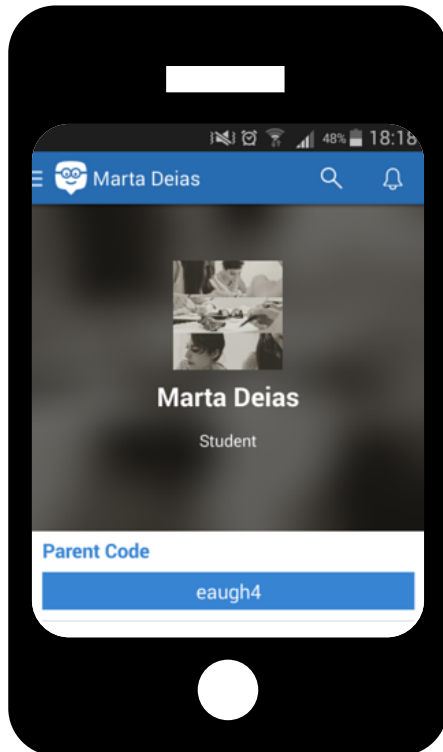 48% 18:18
Marta Deias
Marta Deias
Student
Parent Code
eaugh4